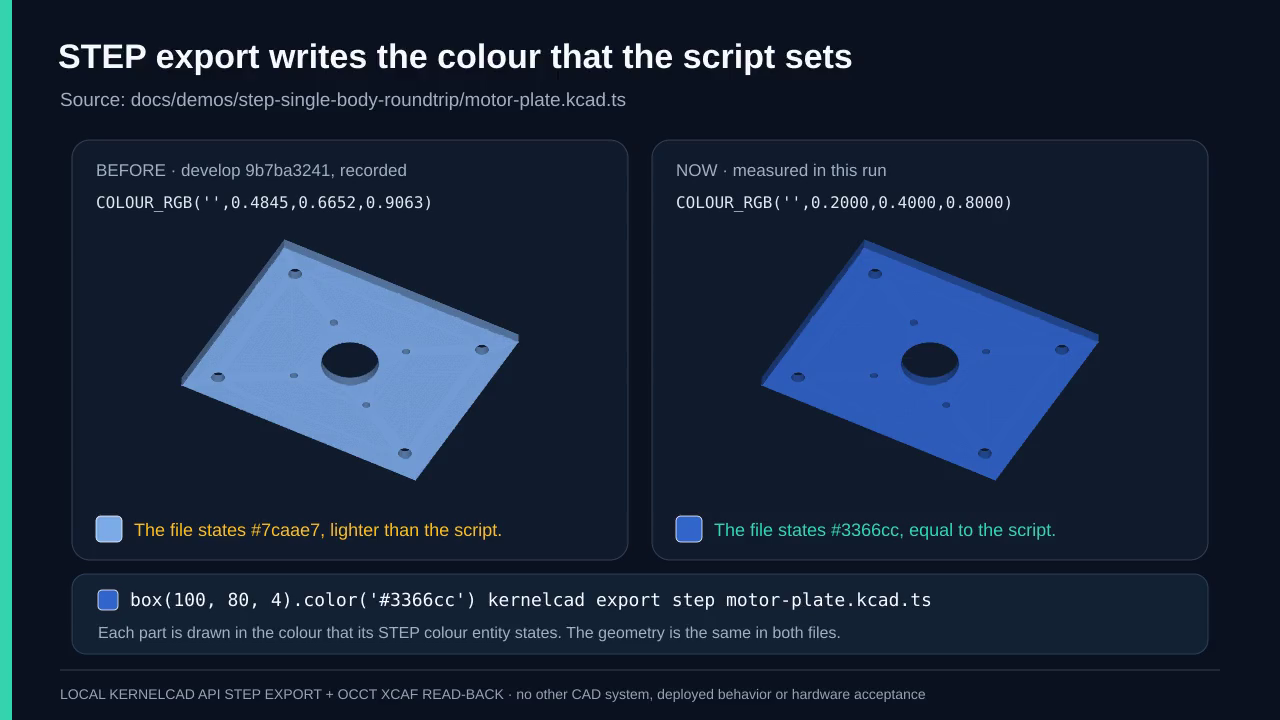 STEP export writes the colour that the script sets
Source: docs/demos/step-single-body-roundtrip/motor-plate.kcad.ts
BEFORE · develop 9b7ba3241, recorded
COLOUR_RGB('',0.4845,0.6652,0.9063)
The file states #7caae7, lighter than the script.
NOW · measured in this run
COLOUR_RGB('',0.2000,0.4000,0.8000)
The file states #3366cc, equal to the script.
box(100, 80, 4).color('#3366cc') kernelcad export step motor-plate.kcad.ts
Each part is drawn in the colour that its STEP colour entity states. The geometry is the same in both files.
LOCAL KERNELCAD API STEP EXPORT + OCCT XCAF READ-BACK · no other CAD system, deployed behavior or hardware acceptance